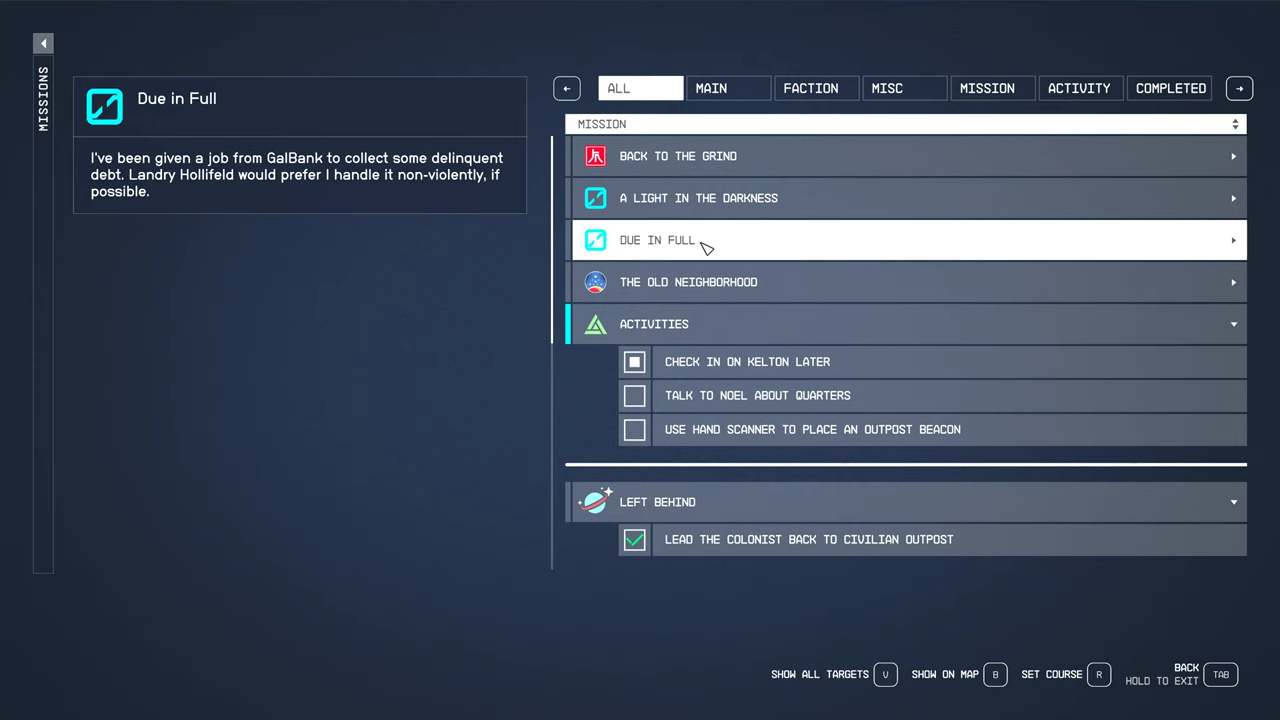 MISSIONS
Due in Full
I've been given a job from GalBank to collect some delinquent
debt. Landry Hollifeld would prefer I handle it non-violently, if
possible.
ALL
MAIN
FACTION
MISC
MISSION
ACTIVITY
COMPLETED
MISSION
BACK TO THE GRIND
A LIGHT IN THE DARKNESS
DUE IN FULL
THE OLD NEIGHBORHOOD
ACTIVITIES
CHECK IN ON KELTON LATER
TALK TO NOEL ABOUT QUARTERS
USE HAND SCANNER TO PLACE AN OUTPOST BEACON
LEFT BEHIND
LEAD THE COLONIST BACK TO CIVILIAN OUTPOST
SHOW ALL TARGETS V
SHOW ON MAP B
SET COURSE R
BACK
HOLD TO EXIT TAB